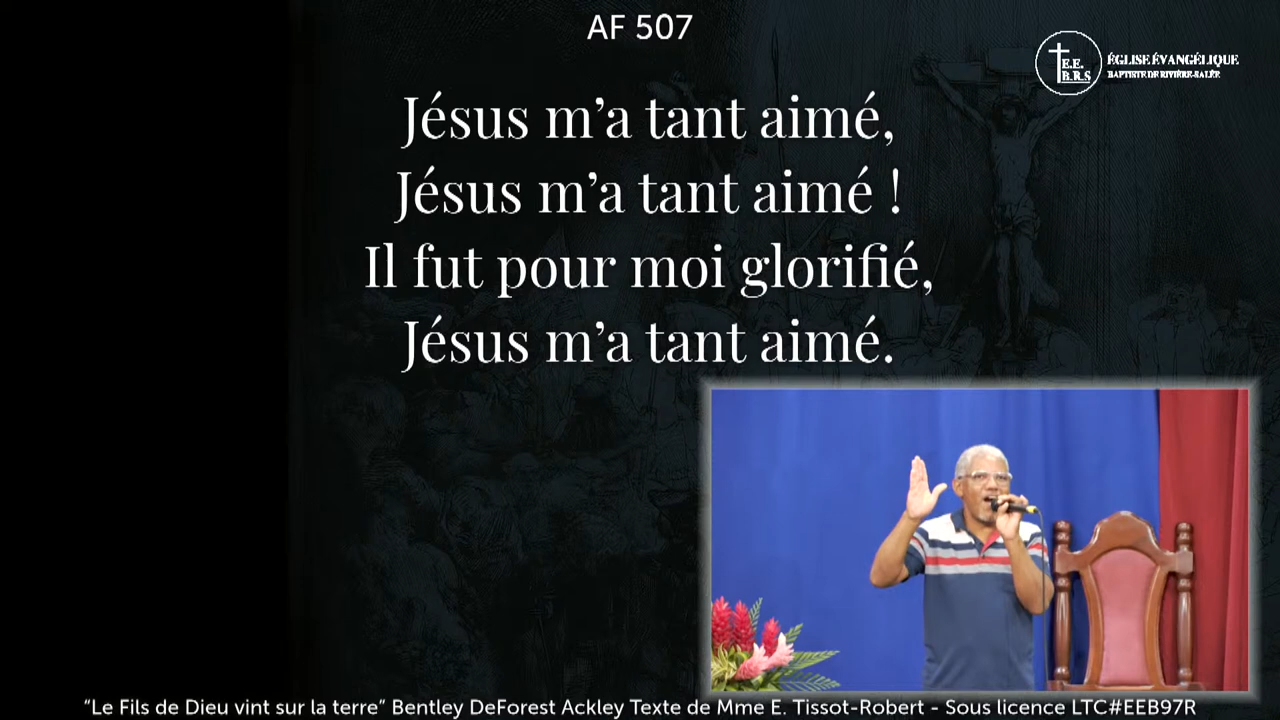 AF 507
E.E.
B.R.S
ÉGLISE ÉVANGÉLIQUE
BAPTISTE DE RIVIÈRE-SALÉE
Jésus m’a tant aimé,
Jésus m’a tant aimé !
Il fut pour moi glorifié,
Jésus m’a tant aimé.
“Le Fils de Dieu vint sur la terre” Bentley DeForest Ackley Texte de Mme E. Tissot-Robert - Sous licence LTC#EEB97R